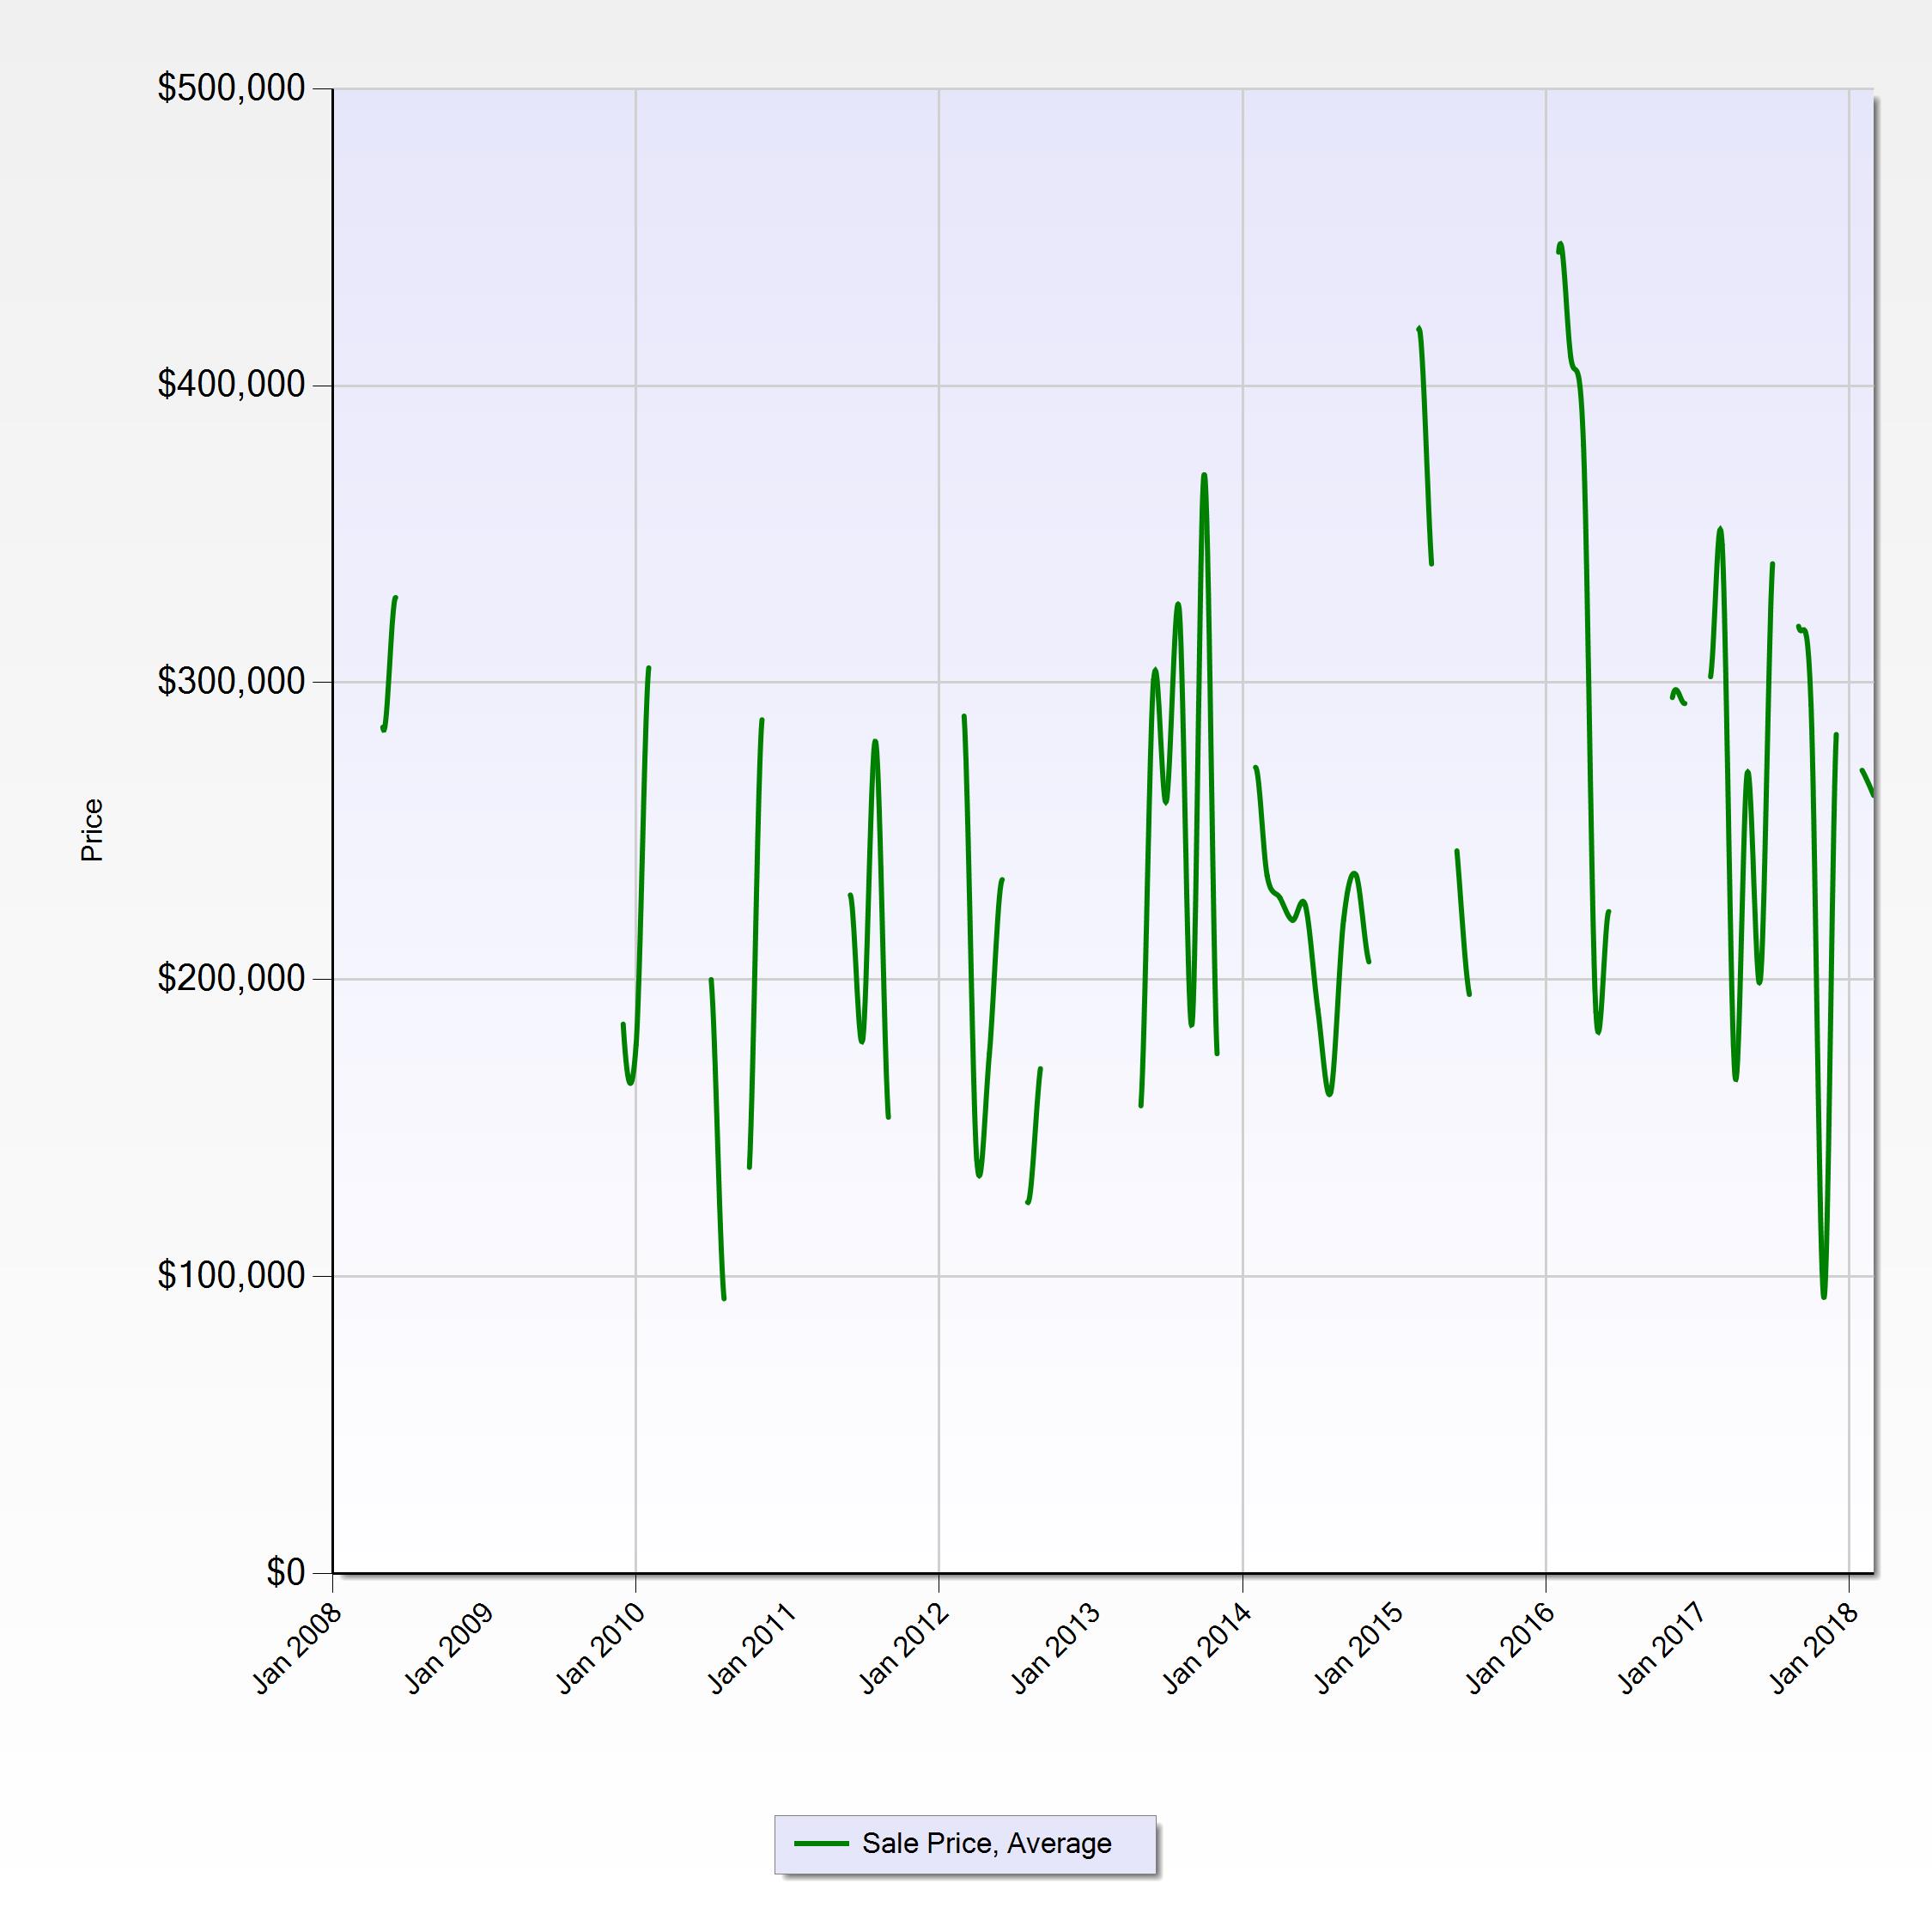 $500,000
$400,000
$300,000
$200,000
$100,000
$0
Price
Jan 2008
Jan 2009
Jan 2010
Jan 2011
Jan 2012
Jan 2013
Jan 2014
Jan 2015
Jan 2016
Jan 2017
Jan 2018
Sale Price, Average